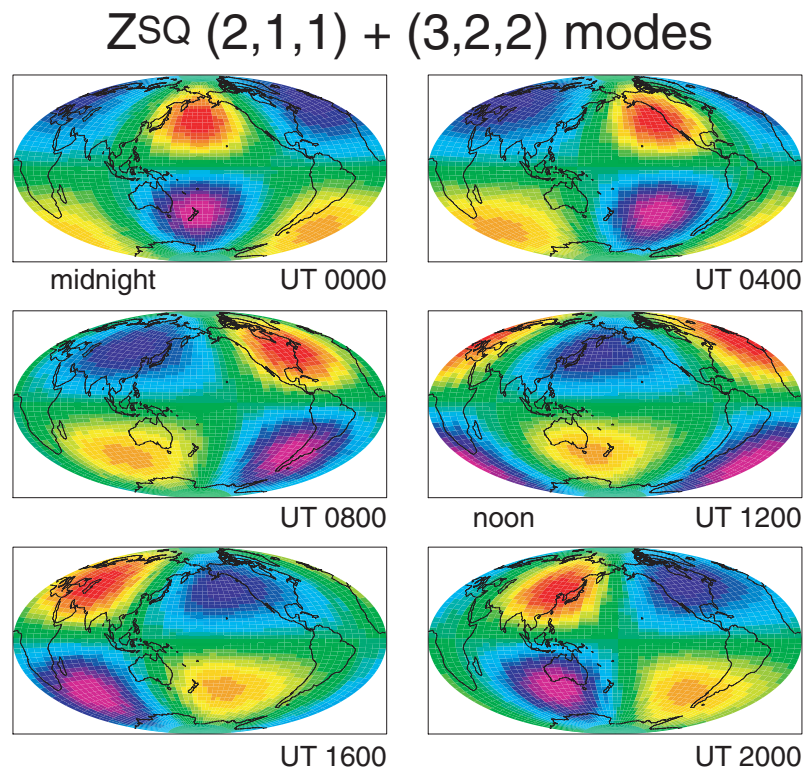 ZSQ (2,1,1) + (3,2,2) modes
midnight UT 0000
UT 0400
UT 0800
noon UT 1200
UT 1600
UT 2000